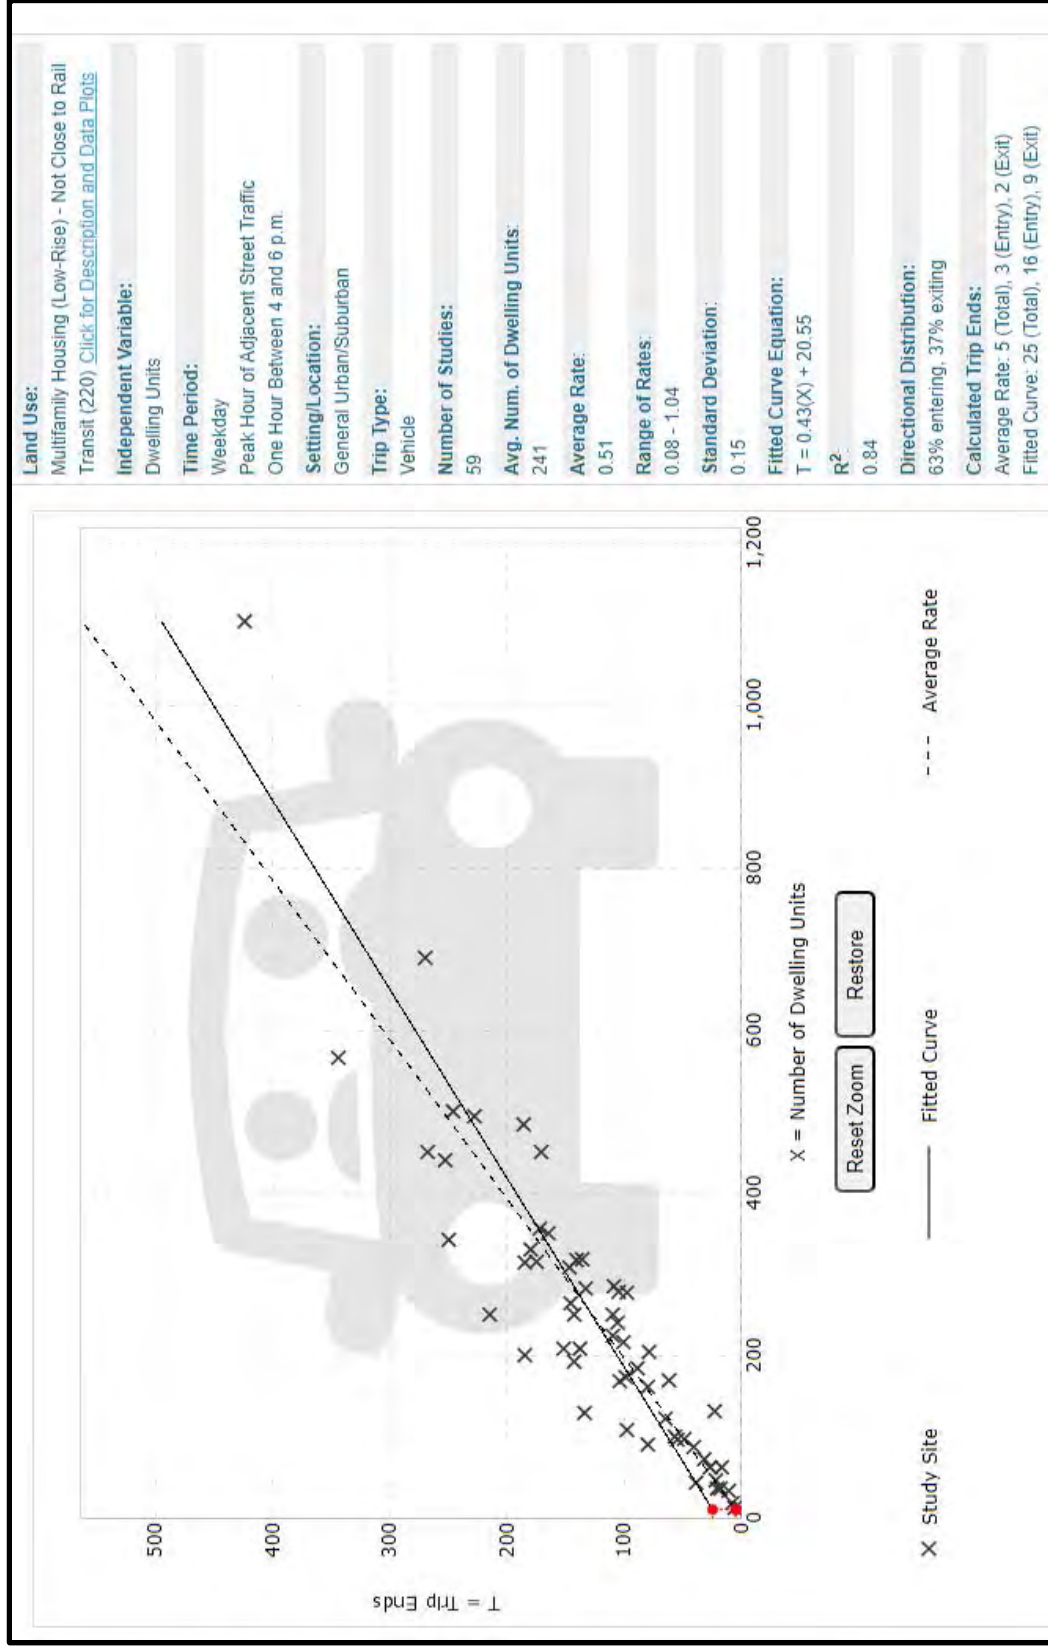 Land Use:
Multifamily Housing (Low-Rise) - Not Close to Rail
Transit (220) Click for Description and Data Plots
Independent Variable:
Dwelling Units
Time Period:
Weekday
Peak Hour of Adjacent Street Traffic
One Hour Between 4 and 6 p.m.
Setting/Location:
General Urban/Suburban
Trip Type:
Vehicle
Number of Studies:
59
Avg. Num. of Dwelling Units:
241
Average Rate:
0.51
Range of Rates:
0.08 - 1.04
Standard Deviation:
0.15
Fitted Curve Equation:
T = 0.43(X) + 20.55
R²:
0.84
Directional Distribution:
63% entering, 37% exiting
Calculated Trip Ends:
Average Rate: 5 (Total), 3 (Entry), 2 (Exit)
Fitted Curve: 25 (Total), 16 (Entry), 9 (Exit)
T = Trip Ends
500
400
300
200
100
0
0
200
400
600
800
1,000
1,200
X = Number of Dwelling Units
Reset Zoom
Restore
Study Site
Fitted Curve
Average Rate